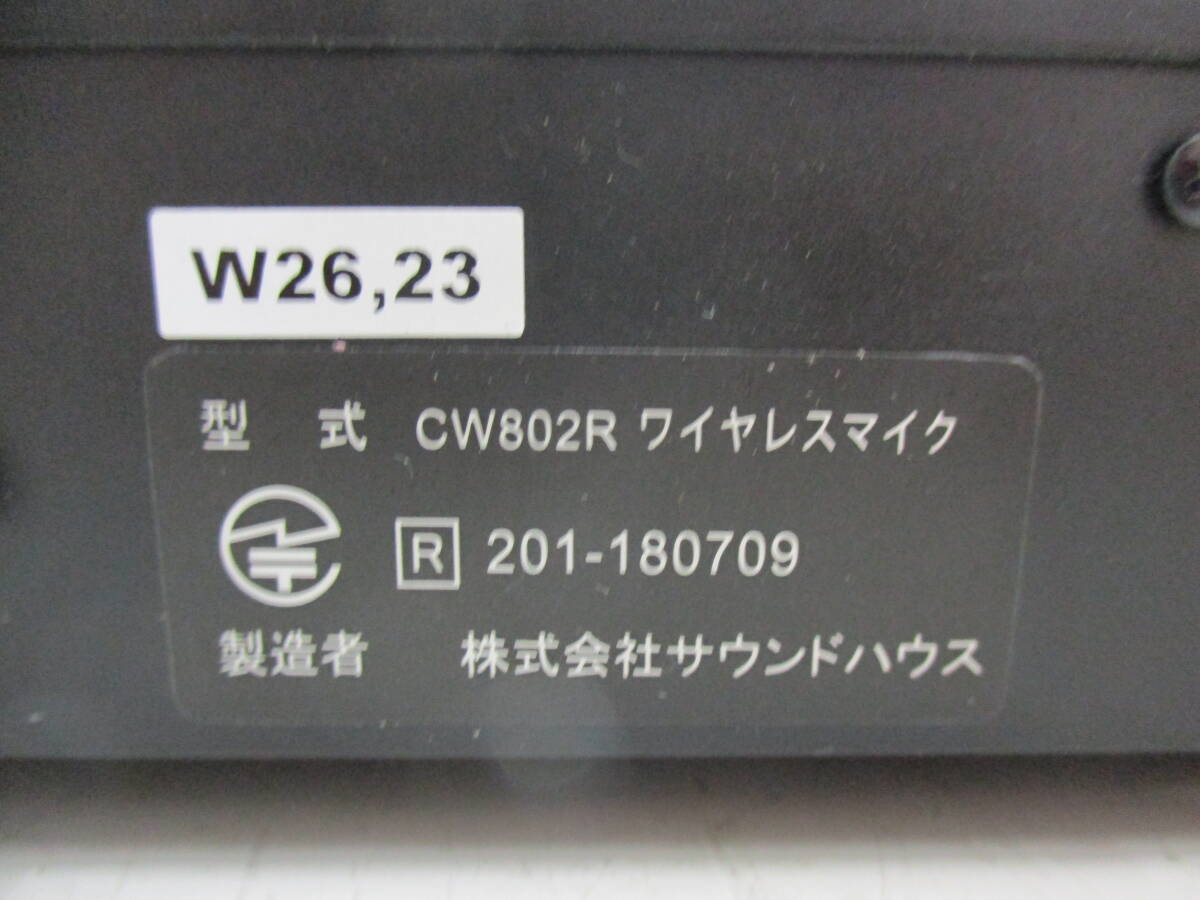 W26,23
型 式 CW802R ワイヤレスマイク
R 201-180709
製造者 株式会社サウンドハウス